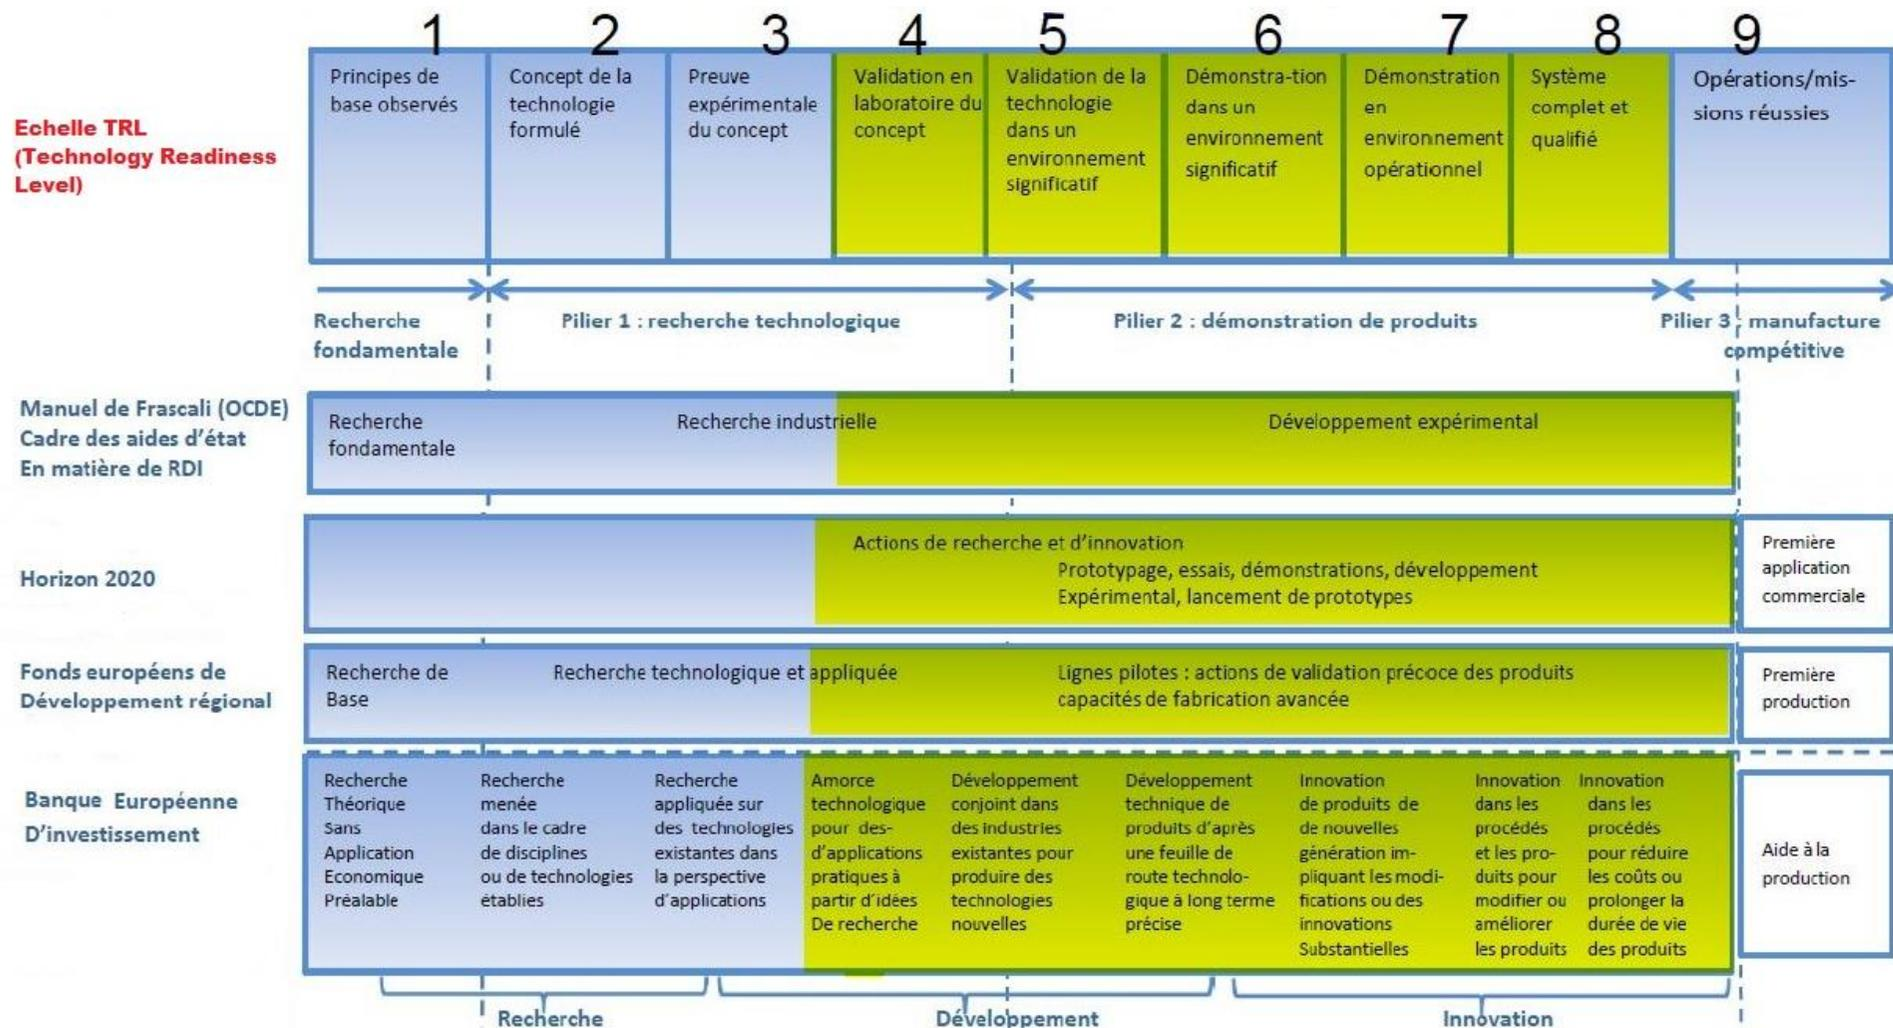 1 2 3 4 5 6 7 8 9
Echelle TRL
(Technology Readiness
Level)
Principes de
base observés
Concept de la
technologie
formulé
Preuve
expérimentale
du concept
Validation en
laboratoire du
concept
Validation de la
technologie
dans un
environnement
significatif
Démonstra-tion
dans un
environnement
significatif
Démonstration
en
environnement
opérationnel
Système
complet et
qualifié
Opérations/mis-
sions réussies
Recherche
fondamentale
Pilier 1 : recherche technologique
Pilier 2 : démonstration de produits
Pilier 3 : manufacture
compétitive
Manuel de Frascali (OCDE)
Cadre des aides d'état
En matière de RDI
Recherche
fondamentale
Recherche industrielle
Développement expérimental
Horizon 2020
Actions de recherche et d'innovation
Prototypage, essais, démonstrations, développement
Expérimental, lancement de prototypes
Première
application
commerciale
Fonds européens de
Développement régional
Recherche de
Base
Recherche technologique et appliquée
Lignes pilotes : actions de validation précoce des produits
capacités de fabrication avancée
Première
production
Banque Européenne
D'investissement
Recherche
Théorique
Sans
Application
Economique
Préalable
Recherche
menée
dans le cadre
de disciplines
ou de technologies
établies
Recherche
appliquée sur
des technologies
existantes dans
la perspective
d'applications
Amorce
technologique
pour des-
d'applications
pratiques à
partir d'idées
De recherche
Développement
conjoint dans
des industries
existantes pour
produire des
technologies
nouvelles
Développement
technique de
produits d'après
une feuille de
route technolo-
gique à long terme
précise
Innovation
de produits de
de nouvelles
génération im-
pliquant les modi-
fications ou des
innovations
Substantielles
Innovation
dans les
procédés
et les pro-
duits pour
modifier ou
améliorer
les produits
Innovation
dans les
procédés
pour réduire
les coûts ou
prolonger la
durée de vie
des produits
Aide à la
production
Recherche
Développement
Innovation